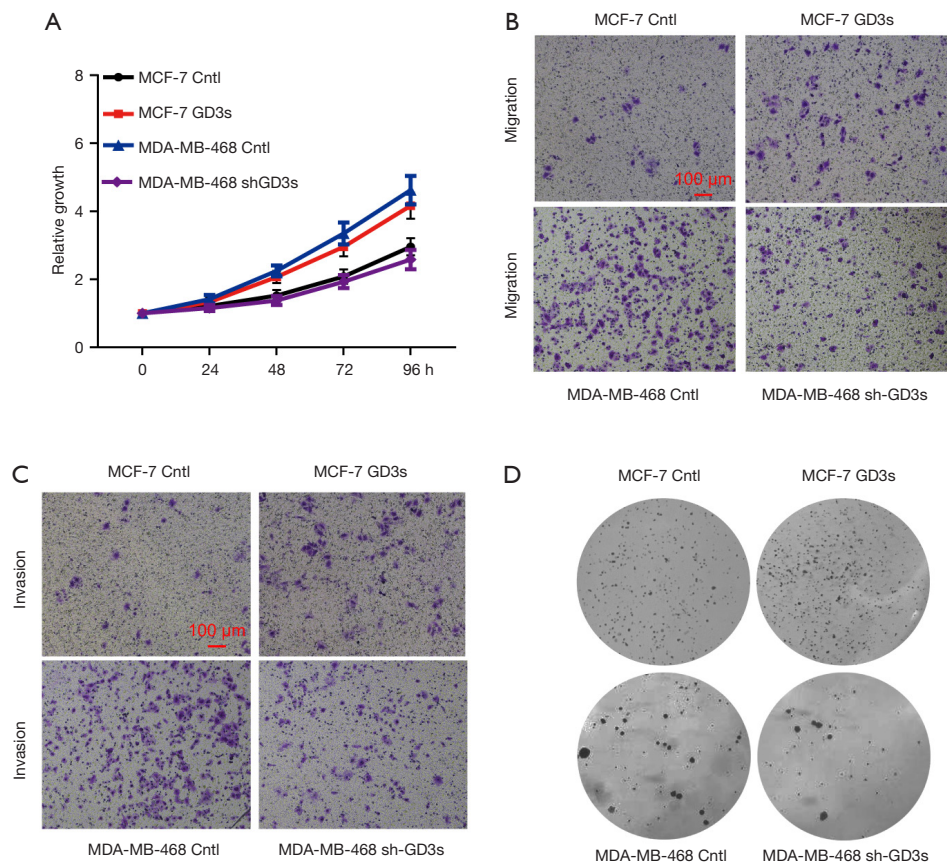 A
8
6
4
2
0
Relative growth
MCF-7 Cntl
MCF-7 GD3s
MDA-MB-468 Cntl
MDA-MB-468 shGD3s
0 24 48 72 96 h
B
MCF-7 Cntl MCF-7 GD3s
Migration
100 μm
Migration
MDA-MB-468 Cntl MDA-MB-468 sh-GD3s
C
MCF-7 Cntl MCF-7 GD3s
Invasion
100 μm
Invasion
MDA-MB-468 Cntl MDA-MB-468 sh-GD3s
D
MCF-7 Cntl MCF-7 GD3s
MDA-MB-468 Cntl MDA-MB-468 sh-GD3s